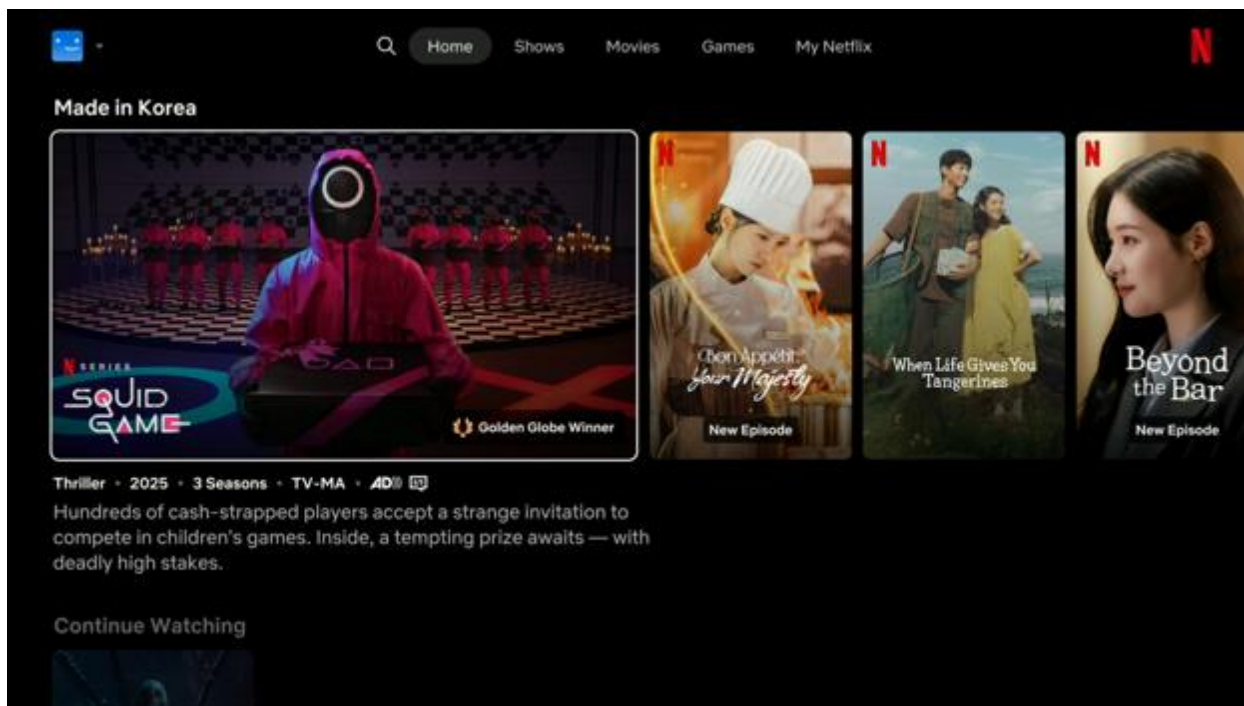 Home Shows Movies Games My Netflix
N
Made in Korea
N SERIES
SQUID
GAME
Golden Globe Winner
N
Bon Appétit,
Your Majesty
New Episode
N
When Life Gives You
Tangerines
N
Beyond
the Bar
New Episode
Thriller • 2025 • 3 Seasons • TV-MA • AD
Hundreds of cash-strapped players accept a strange invitation to
compete in children's games. Inside, a tempting prize awaits — with
deadly high stakes.
Continue Watching